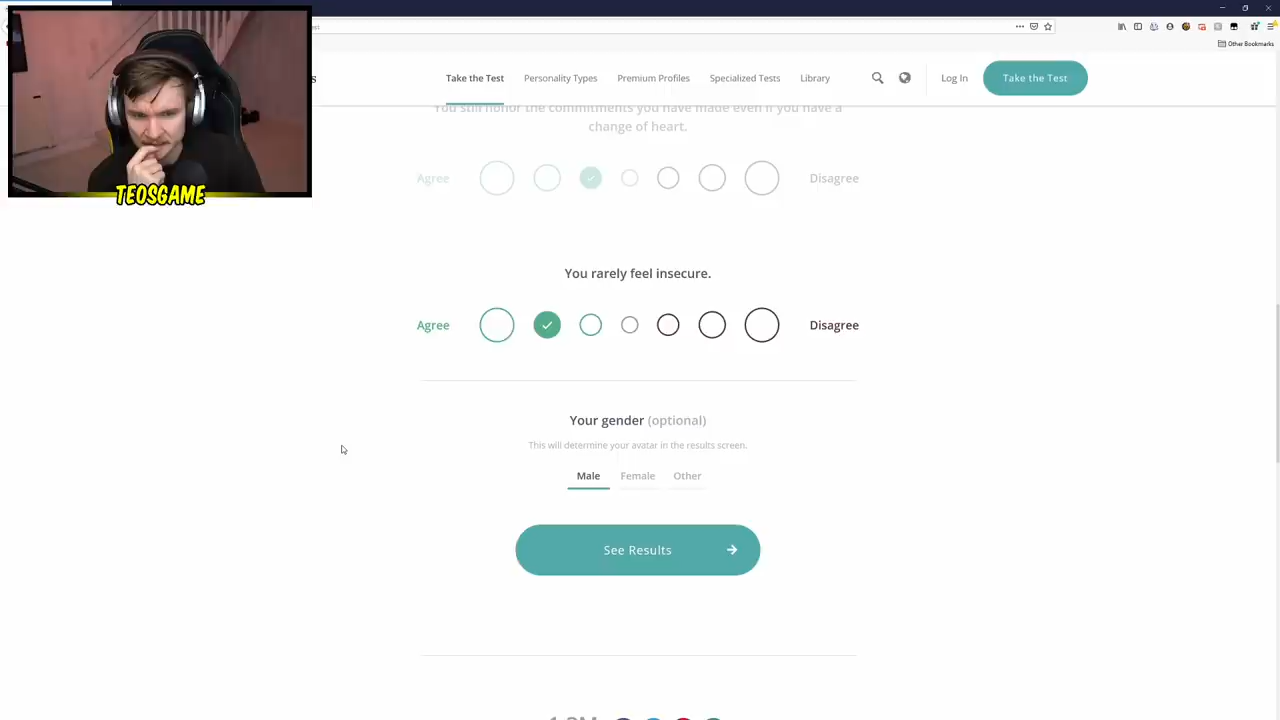 Other Bookmarks
s
Take the Test
Personality Types
Premium Profiles
Specialized Tests
Library
Log In
Take the Test
You still honor the commitments you have made even if you have a
change of heart.
Agree
Disagree
TEOSGAME
You rarely feel insecure.
Agree
Disagree
Your gender (optional)
This will determine your avatar in the results screen.
Male
Female
Other
See Results